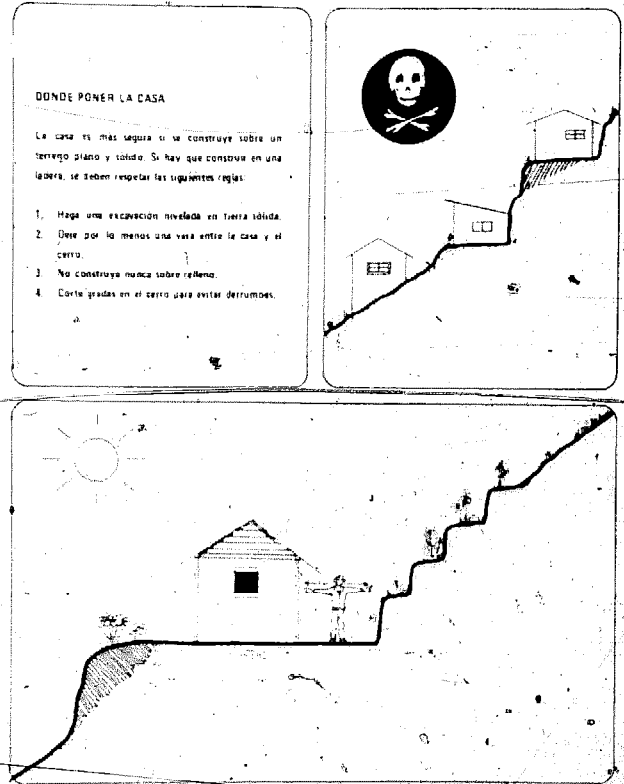 DONDE PONER LA CASA
La casa es más segura si se construye sobre un
terreno plano y sólido. Si hay que construir en una
ladera, se deben respetar las siguientes reglas:
1. Haga una excavación nivelada en tierra sólida.
2. Deje por lo menos una vara entre la casa y el
cerro.
3. No construya nunca sobre relleno.
4. Corte gradas en el cerro para evitar derrumbes.